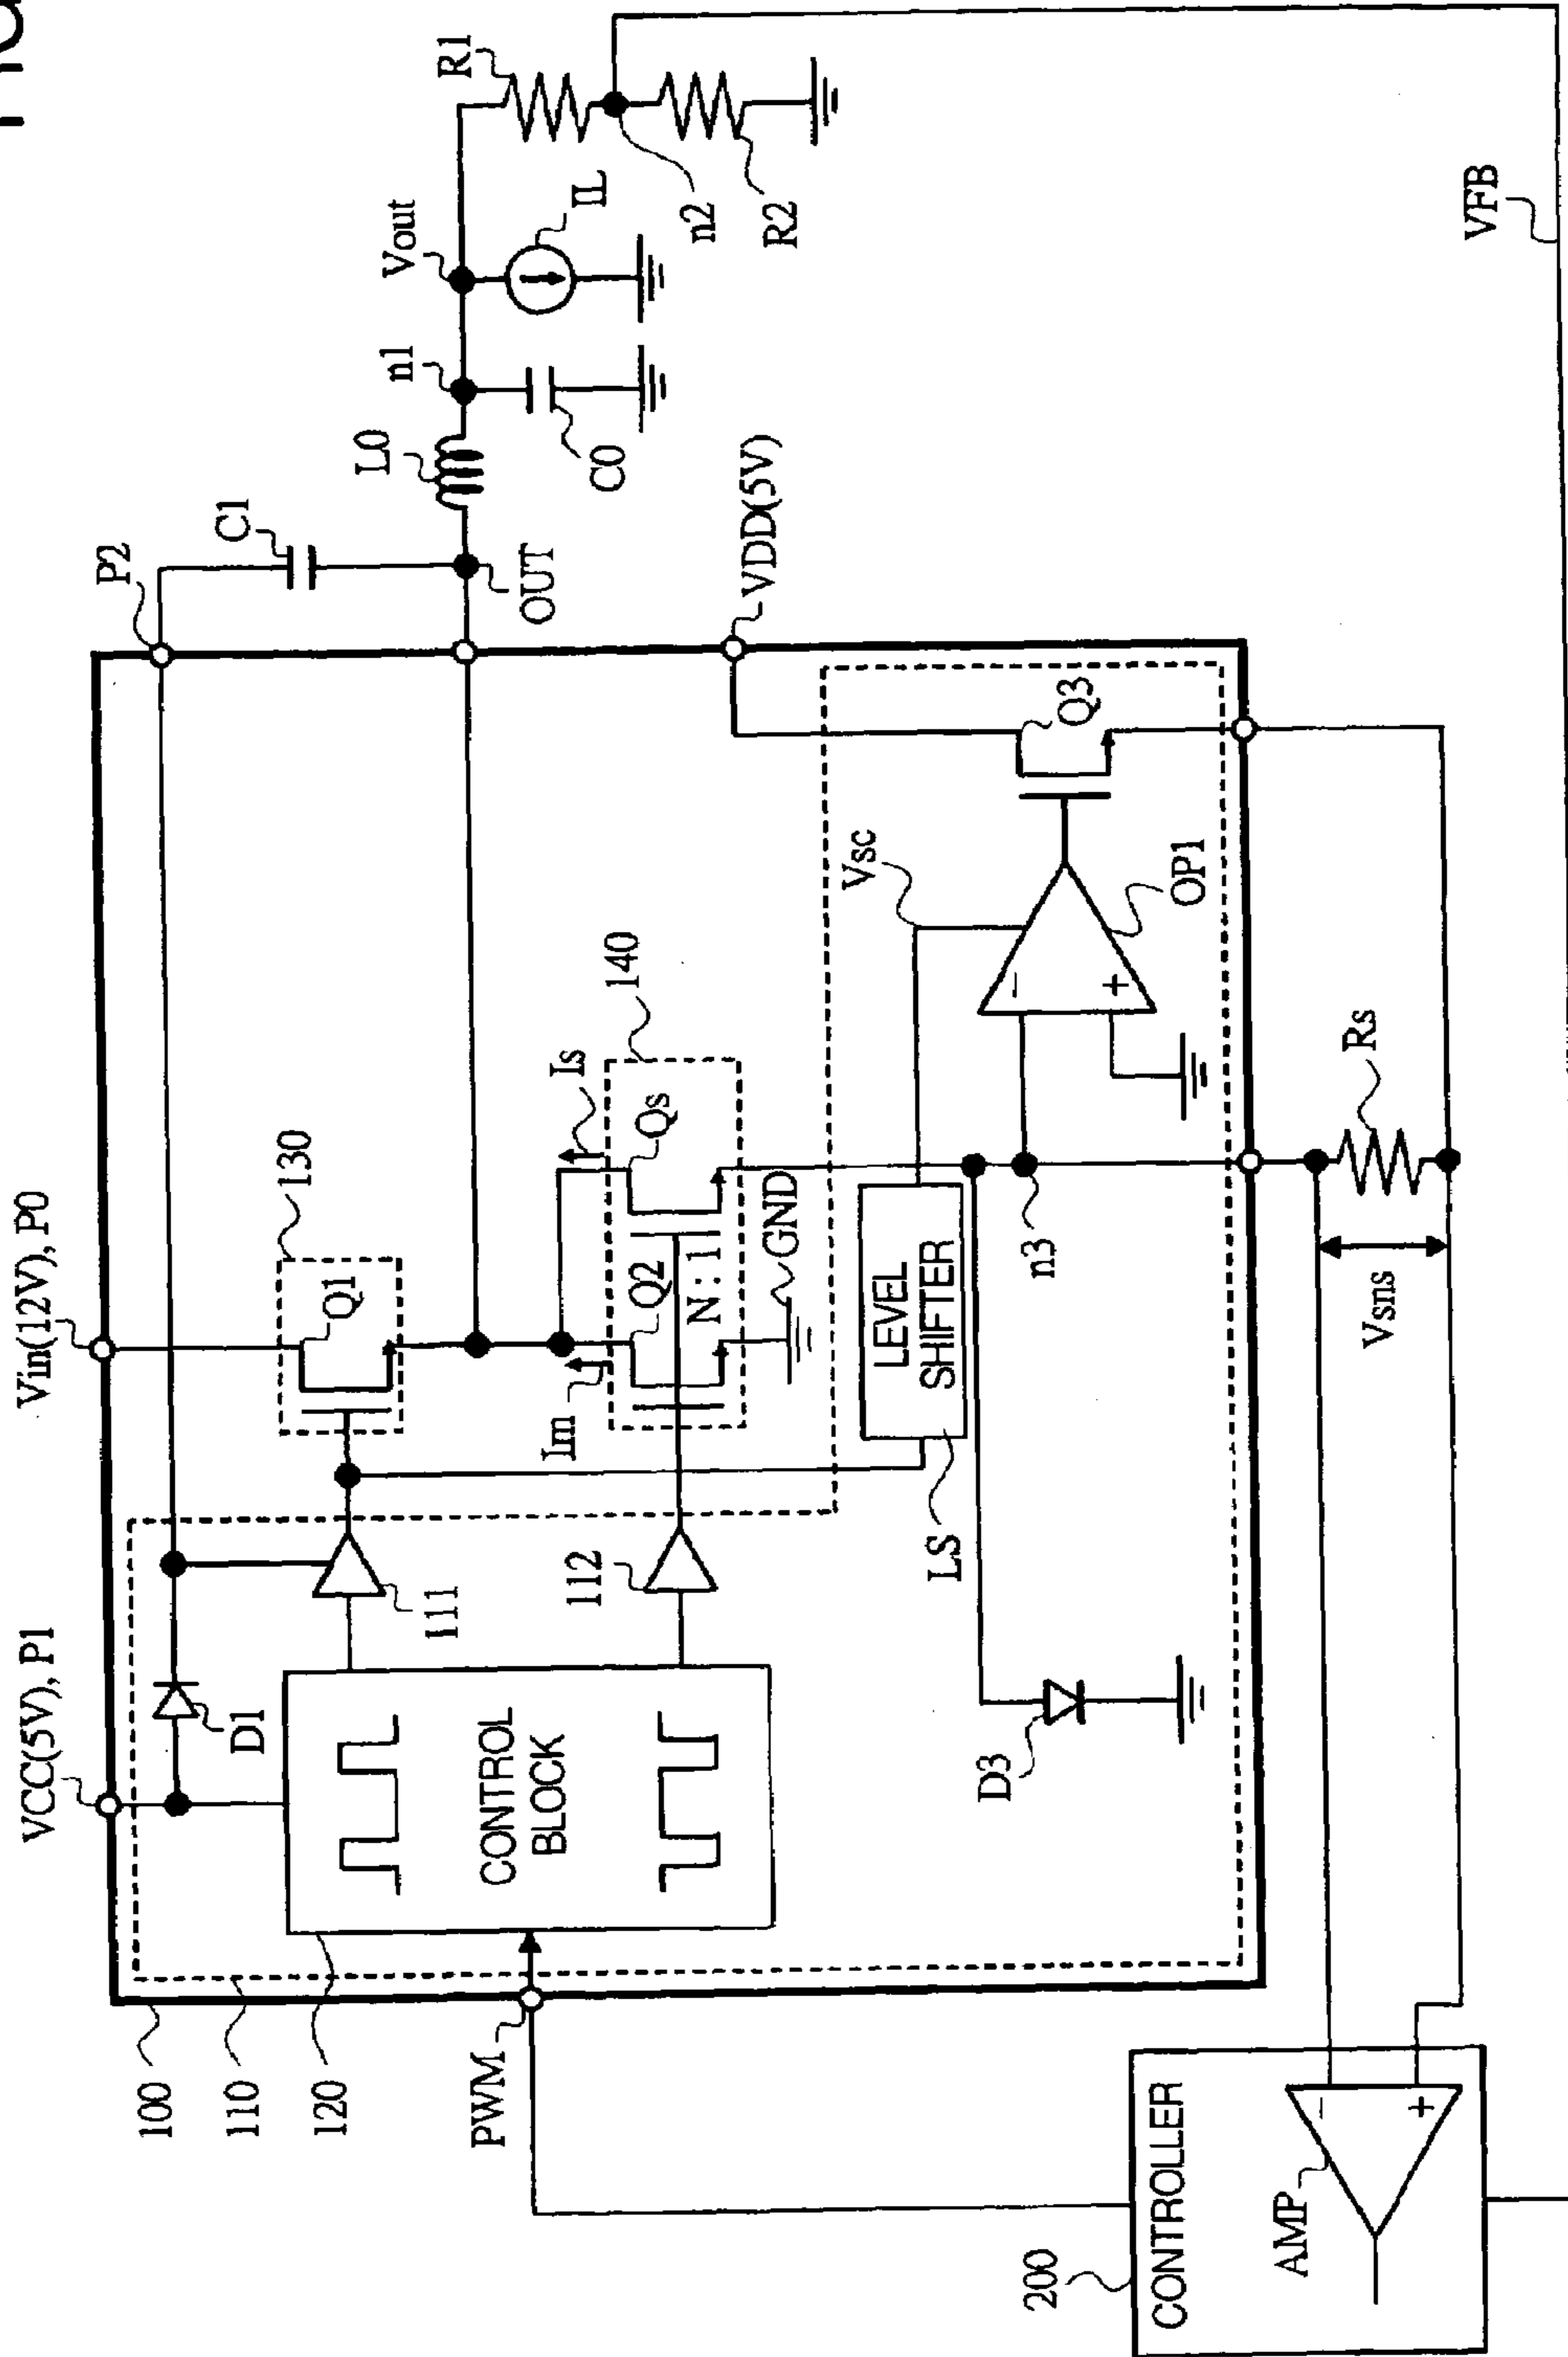 VCC(5V), P1
Vin(12V), P0
P2
C1
L0
n1
Vout
R1
100
110
120
D1
111
112
CONTROL
BLOCK
PWM
130
Q1
Im
Is
Q2
Qs
N:1
140
GND
OUT
C0
IL
n2
R2
VDD(5V)
VFB
D3
LS
LEVEL
SHIFTER
n3
Vsc
OP1
-
+
Q3
Vsns
Rs
200
CONTROLLER
AMP
-
+